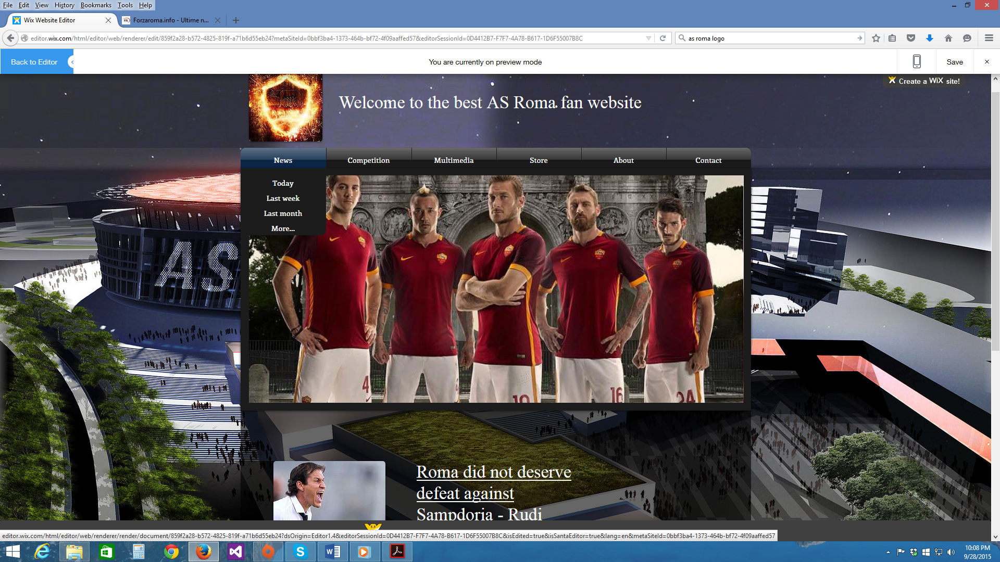 File Edit View History Bookmarks Tools Help
Wix Website Editor
Forzaroma.info - Ultime n...
editor.wix.com/html/editor/web/renderer/edit/859f2a28-b572-4825-819f-a71b6d55eb24?metaSiteId=0bbf3ba4-1373-464b-bf72-4f09aaffed57&editorSessionId=0D4412B7-F7F7-4A78-B617-1D6F55007B8C
as roma logo
Back to Editor
You are currently on preview mode
Save
Create a WiX site!
Welcome to the best AS Roma fan website
News Competition Multimedia Store About Contact
Today
Last week
Last month
More...
AS
4
10
16
24
Roma did not deserve
defeat against
Sampdoria - Rudi
editor.wix.com/html/editor/web/renderer/render/document/859f2a28-b572-4825-819f-a71b6d55eb24?dsOrigin=Editor1.4&editorSessionId=0D4412B7-F7F7-4A78-B617-1D6F55007B8C&isEdited=true&isSantaEditor=true&lang=en&metaSiteId=0bbf3ba4-1373-464b-bf72-4f09aaffed57
10:08 PM
9/28/2015